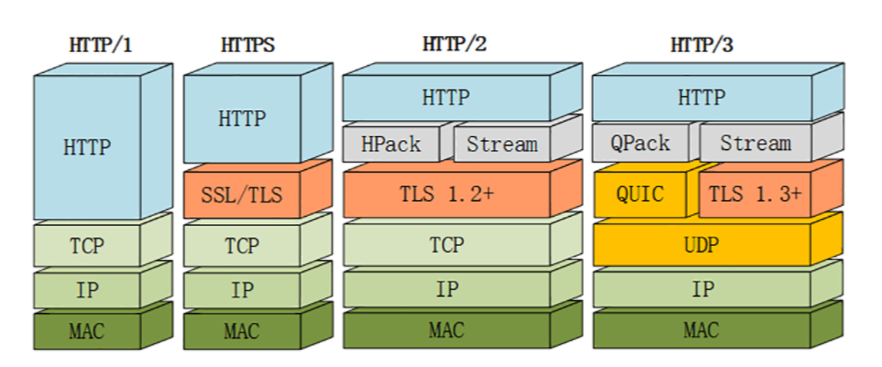 HTTP/1 HTTPS HTTP/2 HTTP/3
HTTP HTTP HTTP HTTP
HPack Stream QPack Stream
SSL/TLS TLS 1.2+ QUIC TLS 1.3+
TCP TCP TCP UDP
IP IP IP IP
MAC MAC MAC MAC